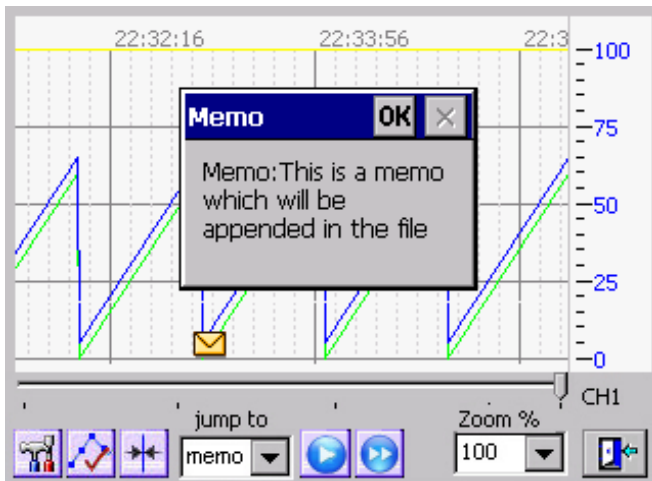 22:32:16 22:33:56 22:3
100
Memo OK
75
Memo:This is a memo
which will be
appended in the file
50
25
0
CH1
jump to Zoom %
memo 100